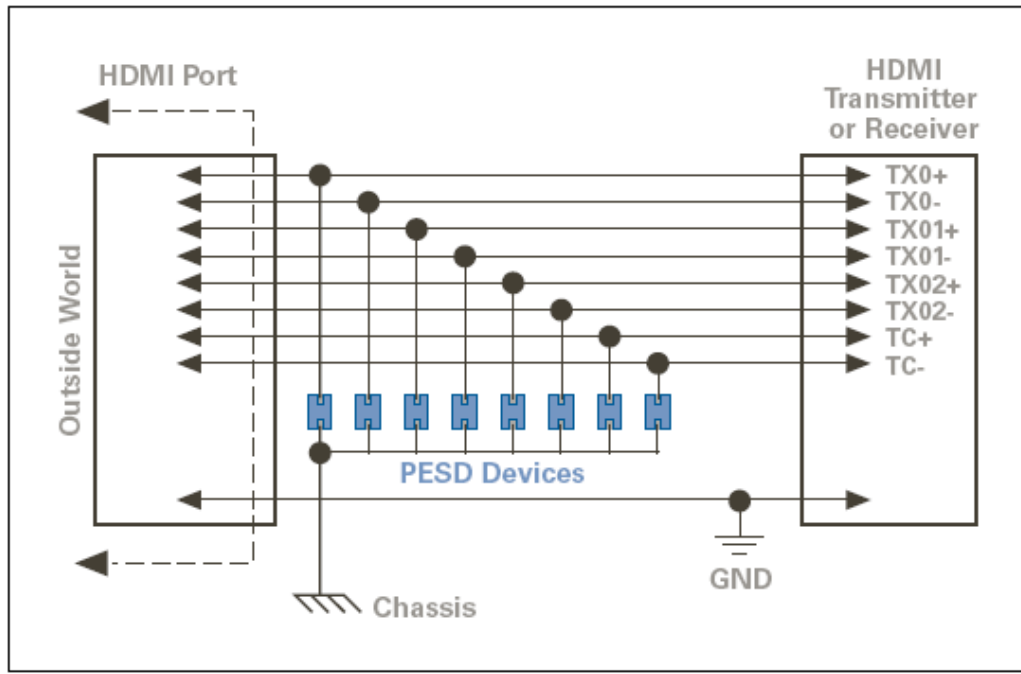 HDMI Port
HDMI
Transmitter
or Receiver
Outside World
TX0+
TX0-
TX01+
TX01-
TX02+
TX02-
TC+
TC-
PESD Devices
GND
Chassis